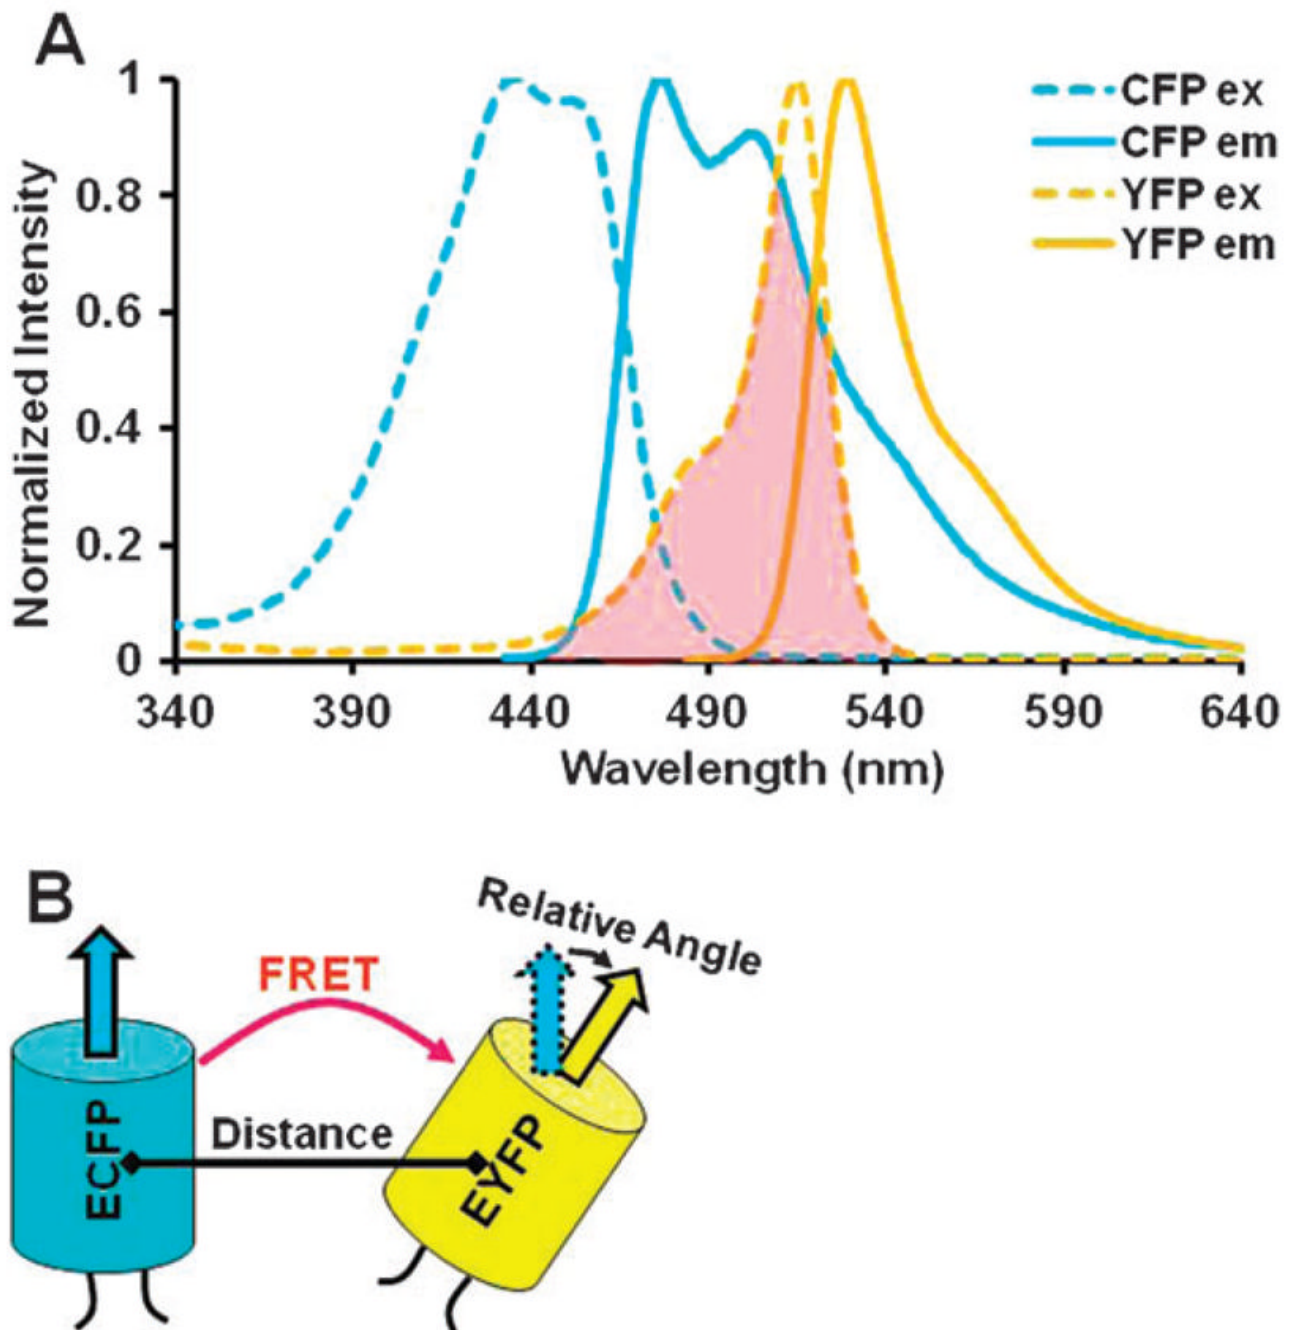 A
1
0.8
0.6
0.4
0.2
0
Normalized Intensity
340 390 440 490 540 590 640
Wavelength (nm)
CFP ex
CFP em
YFP ex
YFP em
B
Relative Angle
FRET
Distance
ECFP
EYFP